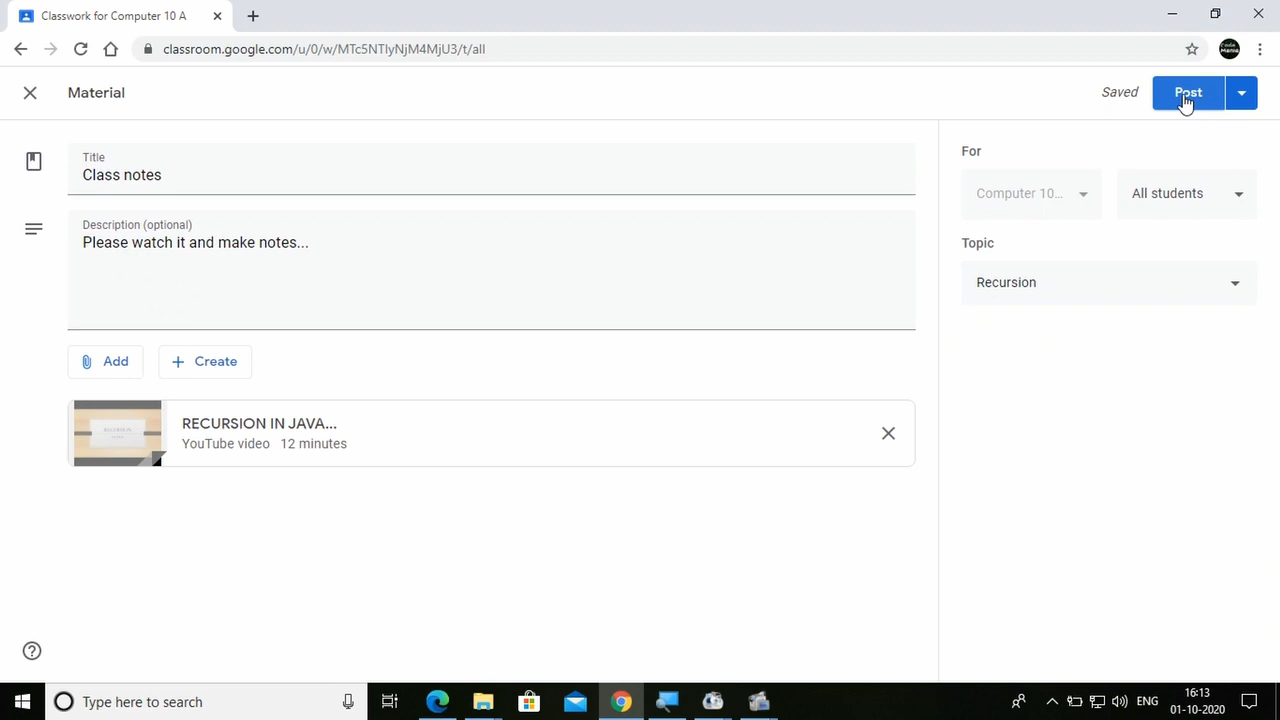 Classwork for Computer 10 A
classroom.google.com/u/0/w/MTc5NTIyNjM4MjU3/t/all
Material
Saved
Post
Title
Class notes
Description (optional)
Please watch it and make notes...
Add
Create
RECURSION IN JAVA...
YouTube video 12 minutes
For
Computer 10...
All students
Topic
Recursion
Type here to search
ENG
16:13
01-10-2020